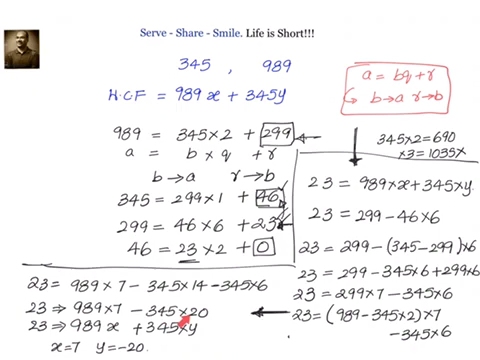 Serve - Share - Smile. Life is Short!!!
345 , 989
H.C.F = 989x + 345y
a = bq + r
↳ b→a r→b
989 = 345×2 + 299
a = b × q + r
b→a r→b
345 = 299×1 + 46
299 = 46×6 + 23
46 = 23×2 + 0
345×2 = 690
×3 = 1035×
23 = 989×x + 345×y
23 = 299 - 46×6
23 = 299 - (345 - 299)×6
23 = 299 - 345×6 + 299×6
23 = 299×7 - 345×6
23 = (989 - 345×2)×7
- 345×6
23 = 989×7 - 345×14 - 345×6
23 ⇒ 989×7 - 345×20
23 ⇒ 989x + 345×y
x=7 y=-20.